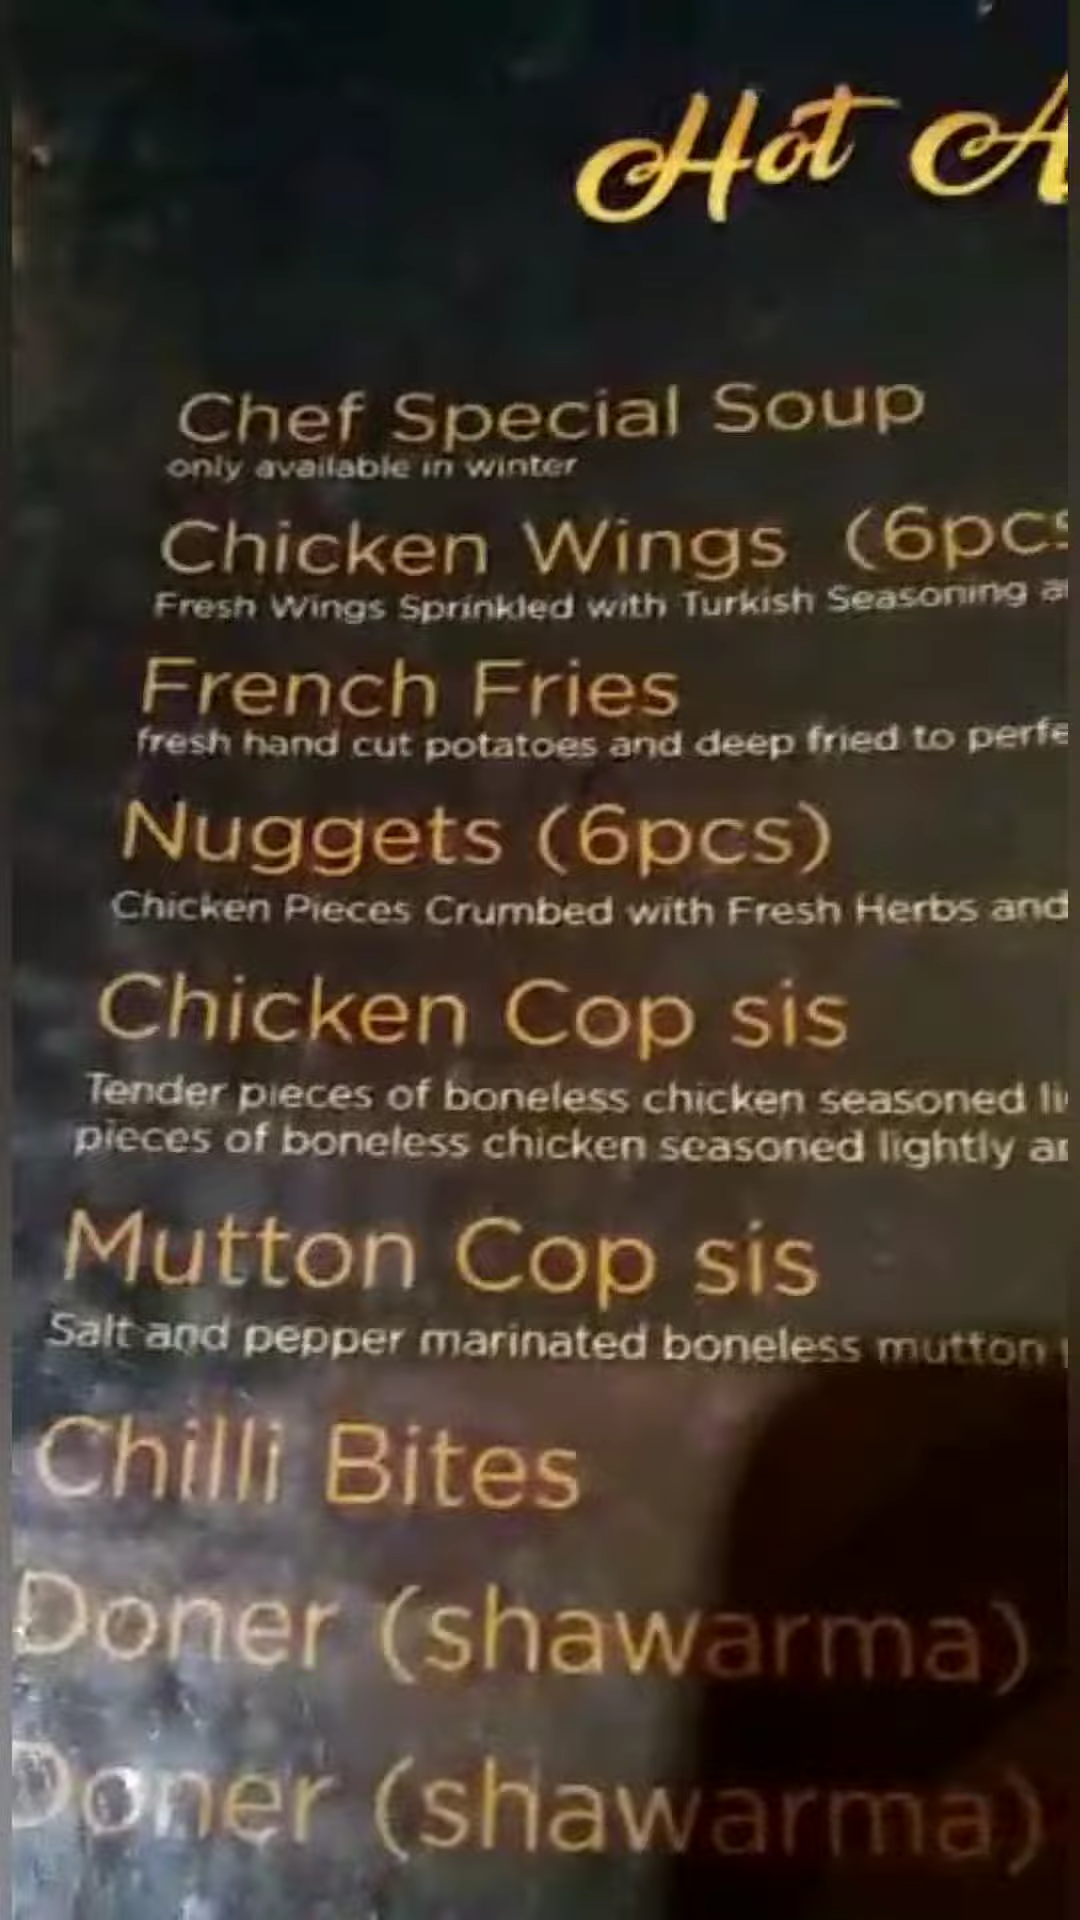 Hot A
Chef Special Soup
only available in winter
Chicken Wings (6pcs
Fresh Wings Sprinkled with Turkish Seasoning a
French Fries
fresh hand cut potatoes and deep fried to perfe
Nuggets (6pcs)
Chicken Pieces Crumbed with Fresh Herbs and
Chicken Cop sis
Tender pieces of boneless chicken seasoned li
pieces of boneless chicken seasoned lightly a
Mutton Cop sis
Salt and pepper marinated boneless mutton
Chilli Bites
Doner (shawarma)
Doner (shawarma)